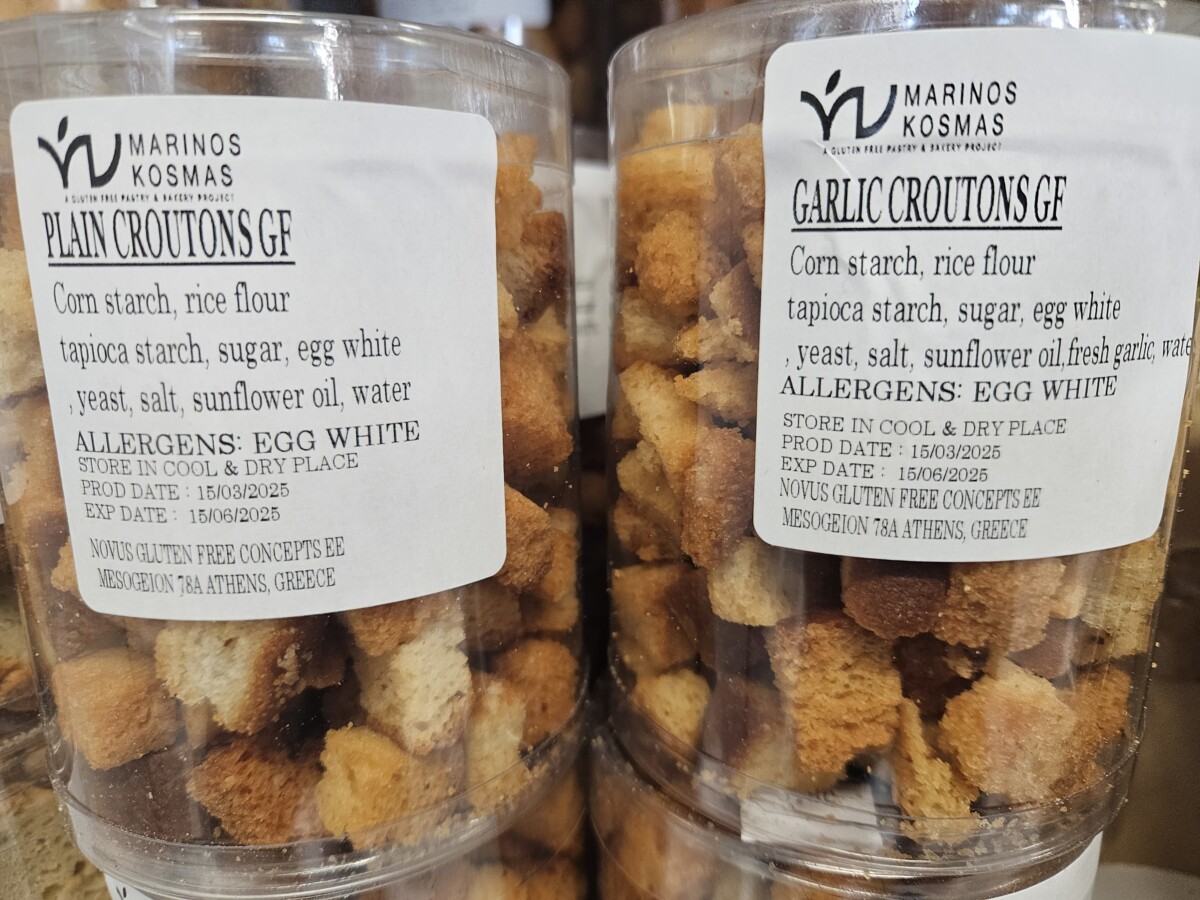 MARINOS
KOSMAS
A GLUTEN FREE PASTRY & BAKERY PROJECT
PLAIN CROUTONS GF
Corn starch, rice flour
tapioca starch, sugar, egg white
, yeast, salt, sunflower oil, water
ALLERGENS: EGG WHITE
STORE IN COOL & DRY PLACE
PROD DATE : 15/03/2025
EXP DATE : 15/06/2025
NOVUS GLUTEN FREE CONCEPTS EE
MESOGEION 78A ATHENS, GREECE
MARINOS
KOSMAS
A GLUTEN FREE PASTRY & BAKERY PROJECT
GARLIC CROUTONS GF
Corn starch, rice flour
tapioca starch, sugar, egg white
, yeast, salt, sunflower oil,fresh garlic, wate
ALLERGENS: EGG WHITE
STORE IN COOL & DRY PLACE
PROD DATE : 15/03/2025
EXP DATE : 15/06/2025
NOVUS GLUTEN FREE CONCEPTS EE
MESOGEION 78A ATHENS, GREECE